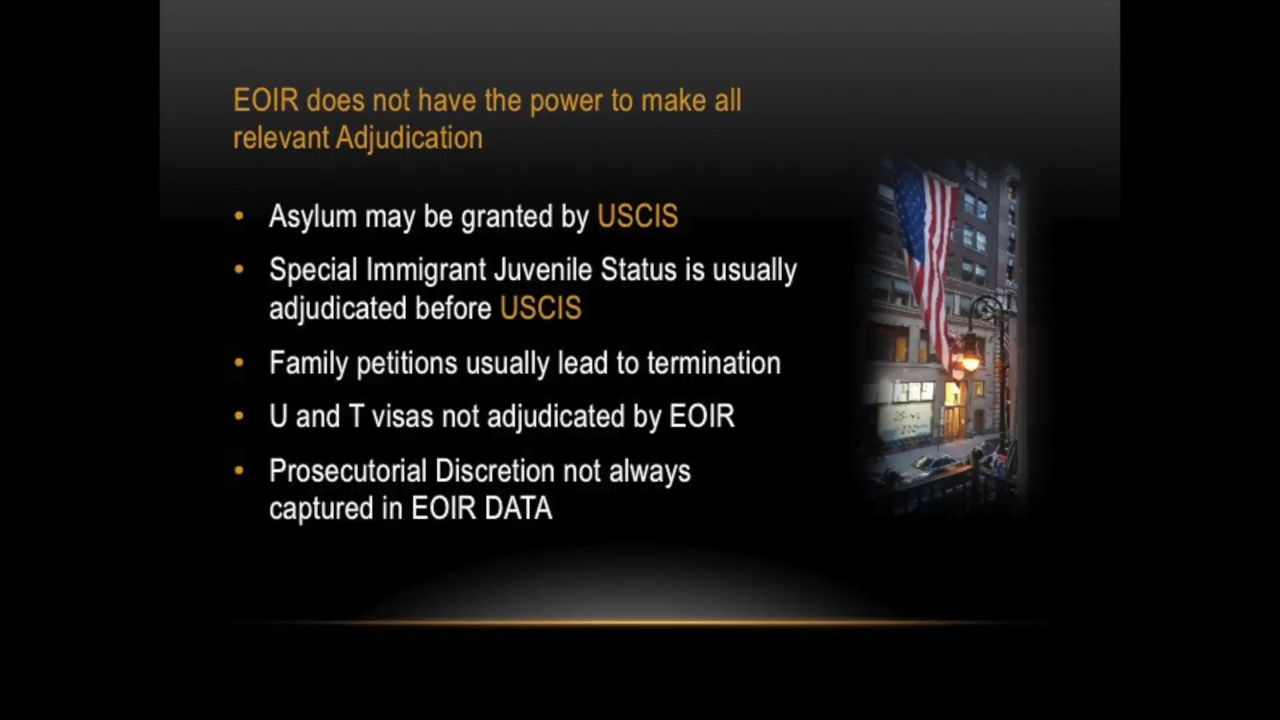 EOIR does not have the power to make all
relevant Adjudication
• Asylum may be granted by USCIS
• Special Immigrant Juvenile Status is usually
adjudicated before USCIS
• Family petitions usually lead to termination
• U and T visas not adjudicated by EOIR
• Prosecutorial Discretion not always
captured in EOIR DATA